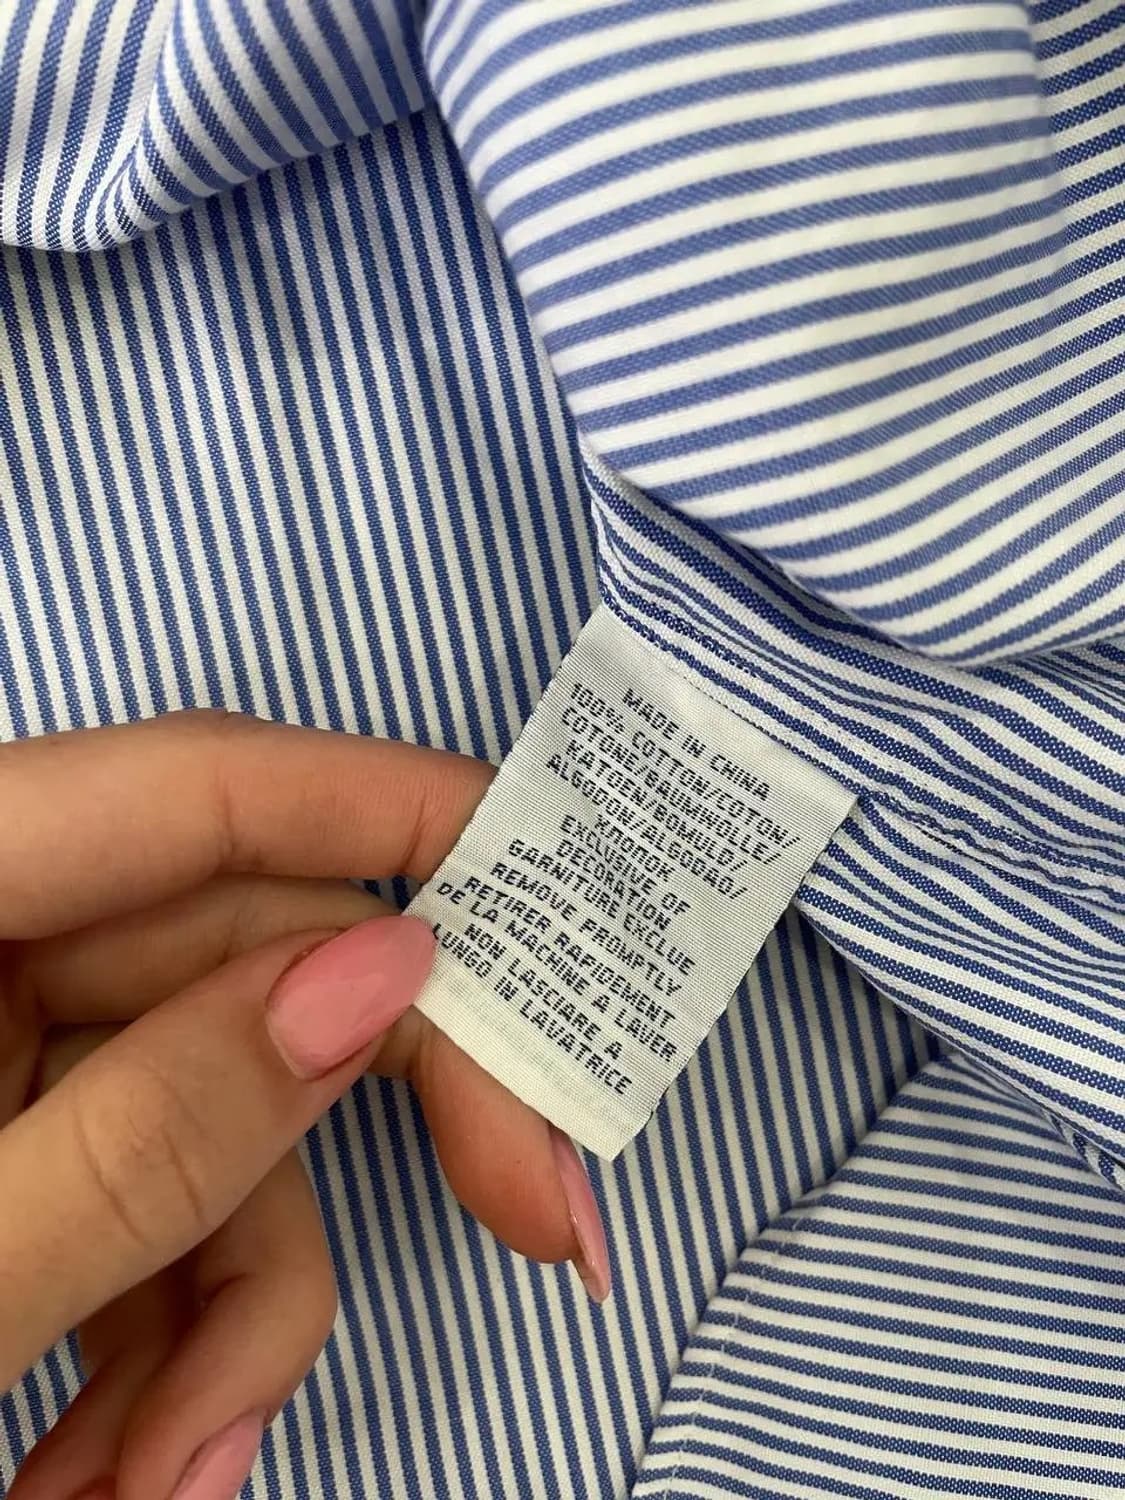 MADE IN CHINA
100% COTTON/COTON/
COTONE/BAUMWOLLE/
KATOEN/BOMULD/
ALGODON/ALGODAO/
ХЛОПОК
EXCLUSIVE OF
DECORATION
GARNITURE EXCLUE
REMOVE PROMPTLY
RETIRER RAPIDEMENT
DE LA MACHINE A LAVER
NON LASCIARE A
LUNGO IN LAVATRICE